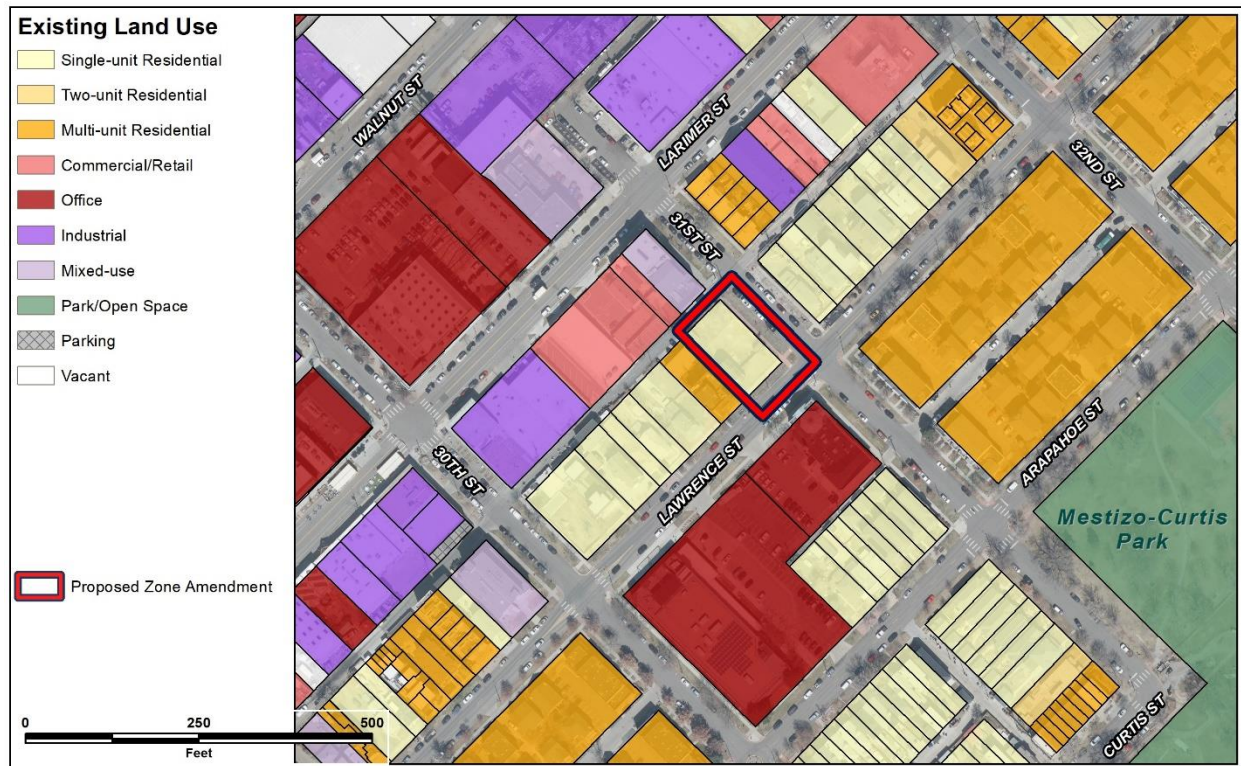 Existing Land Use
Single-unit Residential
Two-unit Residential
Multi-unit Residential
Commercial/Retail
Office
Industrial
Mixed-use
Park/Open Space
Parking
Vacant
Proposed Zone Amendment
0 250 500
Feet
WALNUT ST
LARIMER ST
32ND ST
31ST ST
30TH ST
LAWRENCE ST
ARAPAHOE ST
Mestizo-Curtis
Park
CURTIS ST